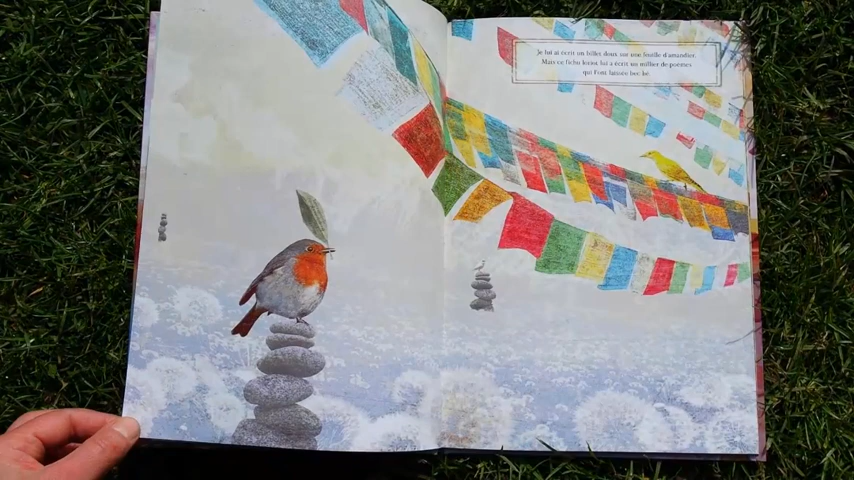 Je lui ai écrit un billet doux sur une feuille d'amandier.
Mais ce fichu loriot lui a écrit un millier de poèmes
qui l'ont laissée bec bé.